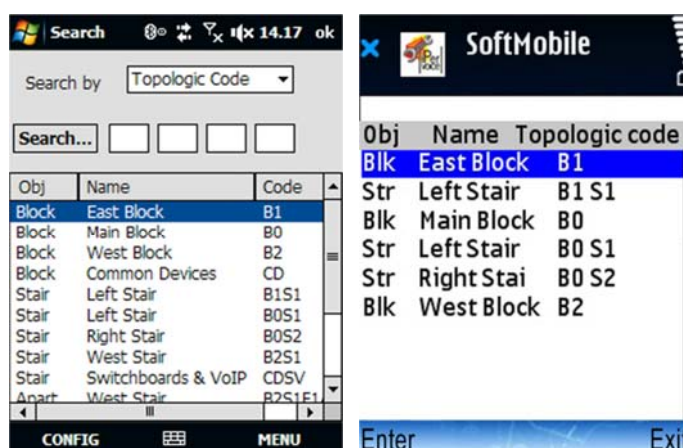 Search 14.17 ok
Search by Topologic Code
Search...
Obj Name Code
Block East Block B1
Block Main Block B0
Block West Block B2
Block Common Devices CD
Stair Left Stair B1S1
Stair Left Stair B0S1
Stair Right Stair B0S2
Stair West Stair B2S1
Stair Switchboards & VoIP CDSV
Apart West Stair B2S1F1
CONFIG MENU
SoftMobile
Per
voice
Obj Name Topologic code
Blk East Block B1
Str Left Stair B1 S1
Blk Main Block B0
Str Left Stair B0 S1
Str Right Stai B0 S2
Blk West Block B2
Enter Exi